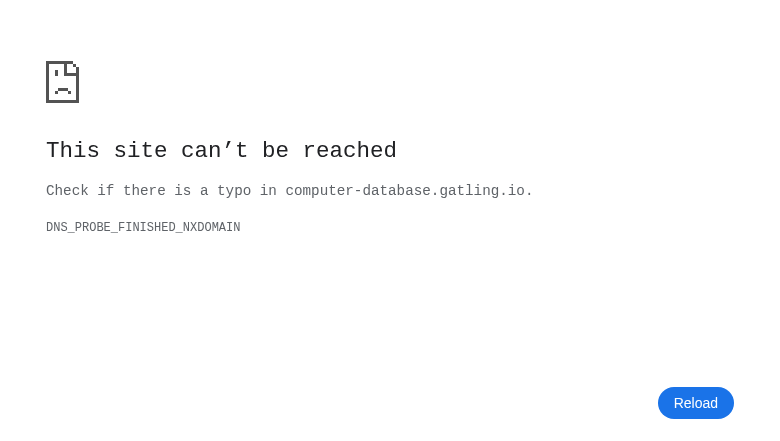 This site can’t be reached
Check if there is a typo in computer-database.gatling.io.
DNS_PROBE_FINISHED_NXDOMAIN
Reload